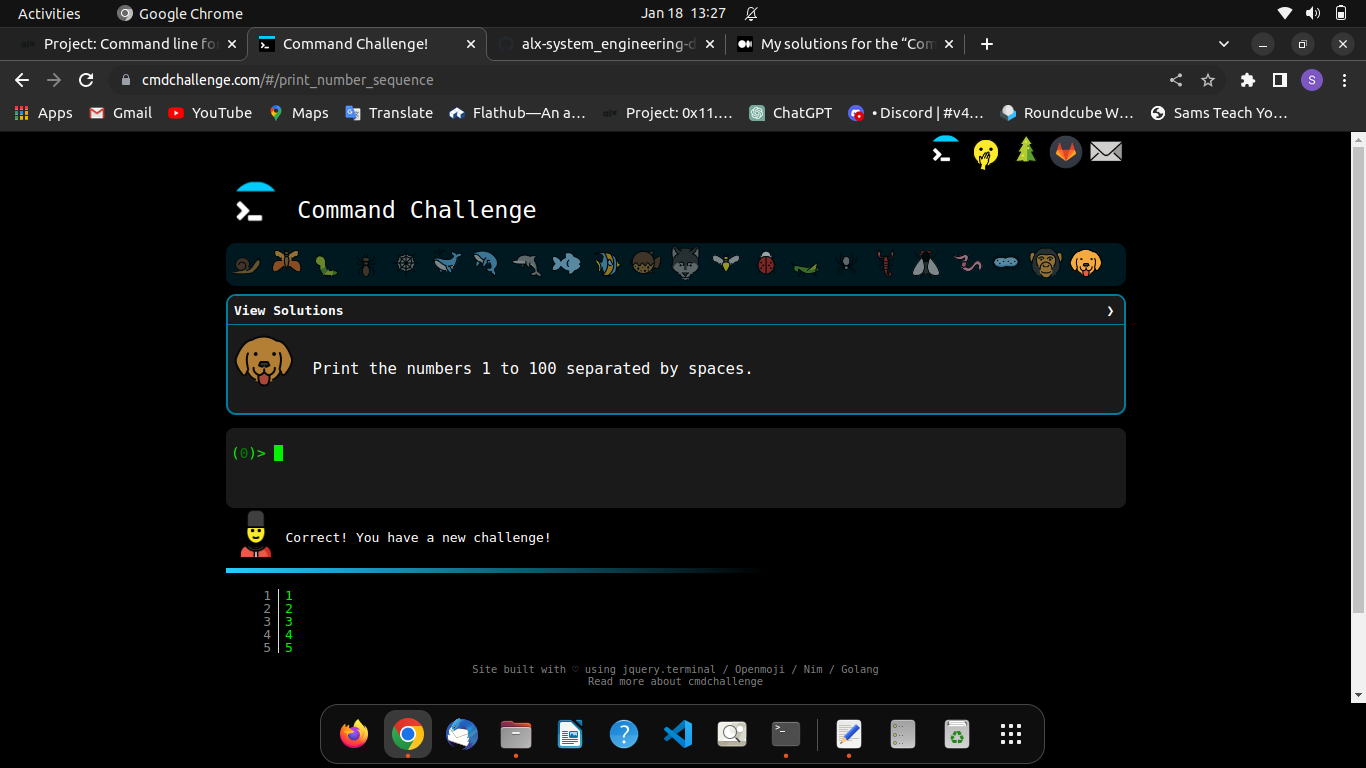 Activities
Google Chrome
Jan 18 13:27
Project: Command line fo
Command Challenge!
alx-system_engineering-d
My solutions for the “Com
cmdchallenge.com/#/print_number_sequence
S
Apps
Gmail
YouTube
Maps
Translate
Flathub—An a…
Project: 0x11.…
ChatGPT
• Discord | #v4…
Roundcube W…
Sams Teach Yo…
Command Challenge
View Solutions
Print the numbers 1 to 100 separated by spaces.
(0)>
Correct! You have a new challenge!
1 1
2 2
3 3
4 4
5 5
Site built with ♡ using jquery.terminal / Openmoji / Nim / Golang
Read more about cmdchallenge